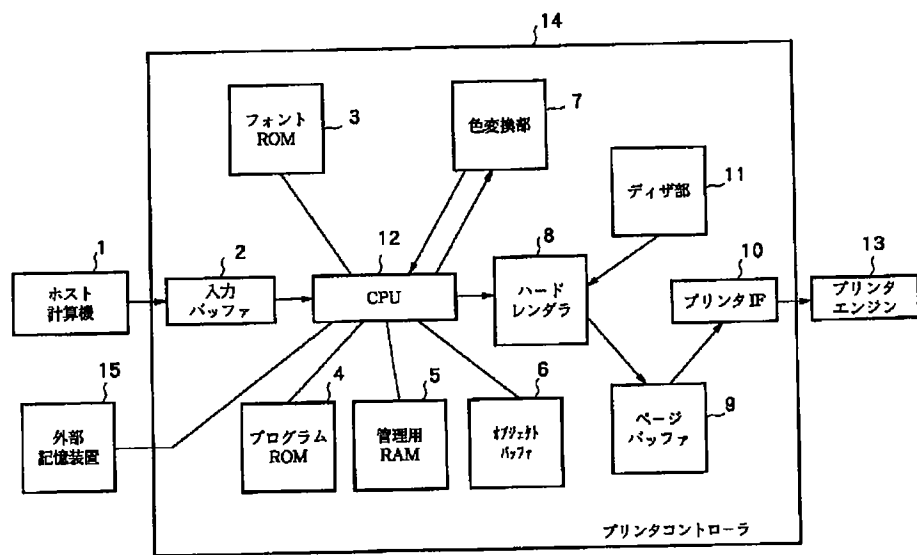 14
フォント
ROM
3
色変換部
7
ディザ部
11
1
ホスト
計算機
2
入力
バッファ
12
CPU
8
ハード
レンダラ
10
プリンタ IF
13
プリンタ
エンジン
15
外部
記憶装置
4
プログラム
ROM
5
管理用
RAM
6
オブジェクト
バッファ
ページ
バッファ
9
プリンタコントローラ